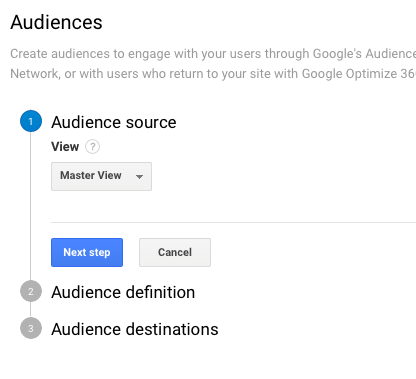 Audiences
Create audiences to engage with your users through Google's Audience
Network, or with users who return to your site with Google Optimize 36
1
Audience source
View ?
Master View
Next step Cancel
2
Audience definition
3
Audience destinations